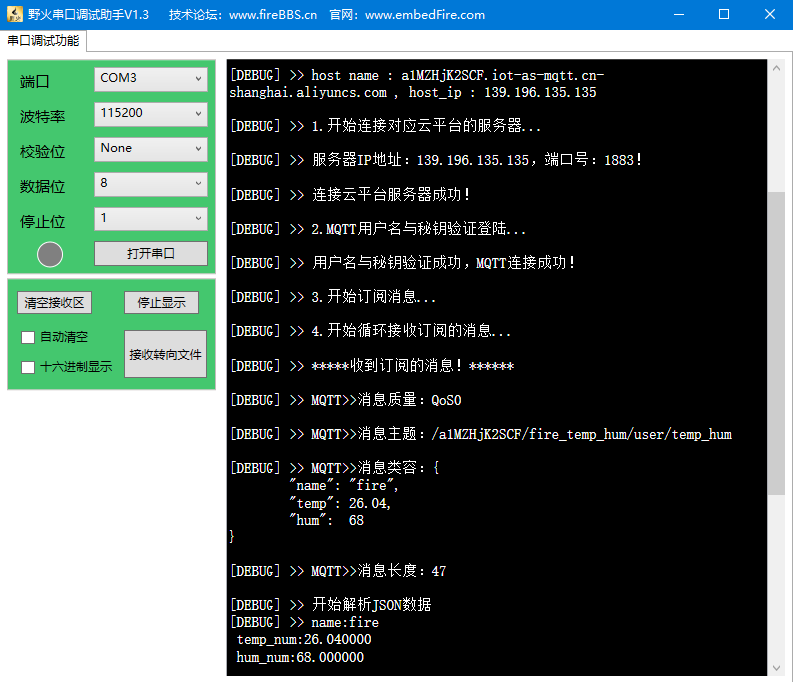 野火串口调试助手V1.3 技术论坛：www.fireBBS.cn 官网：www.embedFire.com
串口调试功能
端口 COM3
波特率 115200
校验位 None
数据位 8
停止位 1
打开串口
清空接收区 停止显示
自动清空
十六进制显示
接收转向文件
[DEBUG] >> host name : a1MZHjK2SCF.iot-as-mqtt.cn-
shanghai.aliyuncs.com , host_ip : 139.196.135.135
[DEBUG] >> 1.开始连接对应云平台的服务器...
[DEBUG] >> 服务器IP地址：139.196.135.135，端口号：1883！
[DEBUG] >> 连接云平台服务器成功！
[DEBUG] >> 2.MQTT用户名与秘钥验证登陆...
[DEBUG] >> 用户名与秘钥验证成功，MQTT连接成功！
[DEBUG] >> 3.开始订阅消息...
[DEBUG] >> 4.开始循环接收订阅的消息...
[DEBUG] >> *****收到订阅的消息！******
[DEBUG] >> MQTT>>消息质量：QoS0
[DEBUG] >> MQTT>>消息主题：/a1MZHjK2SCF/fire_temp_hum/user/temp_hum
[DEBUG] >> MQTT>>消息类容：{
"name": "fire",
"temp": 26.04,
"hum": 68
}
[DEBUG] >> MQTT>>消息长度：47
[DEBUG] >> 开始解析JSON数据
[DEBUG] >> name:fire
temp_num:26.040000
hum_num:68.000000